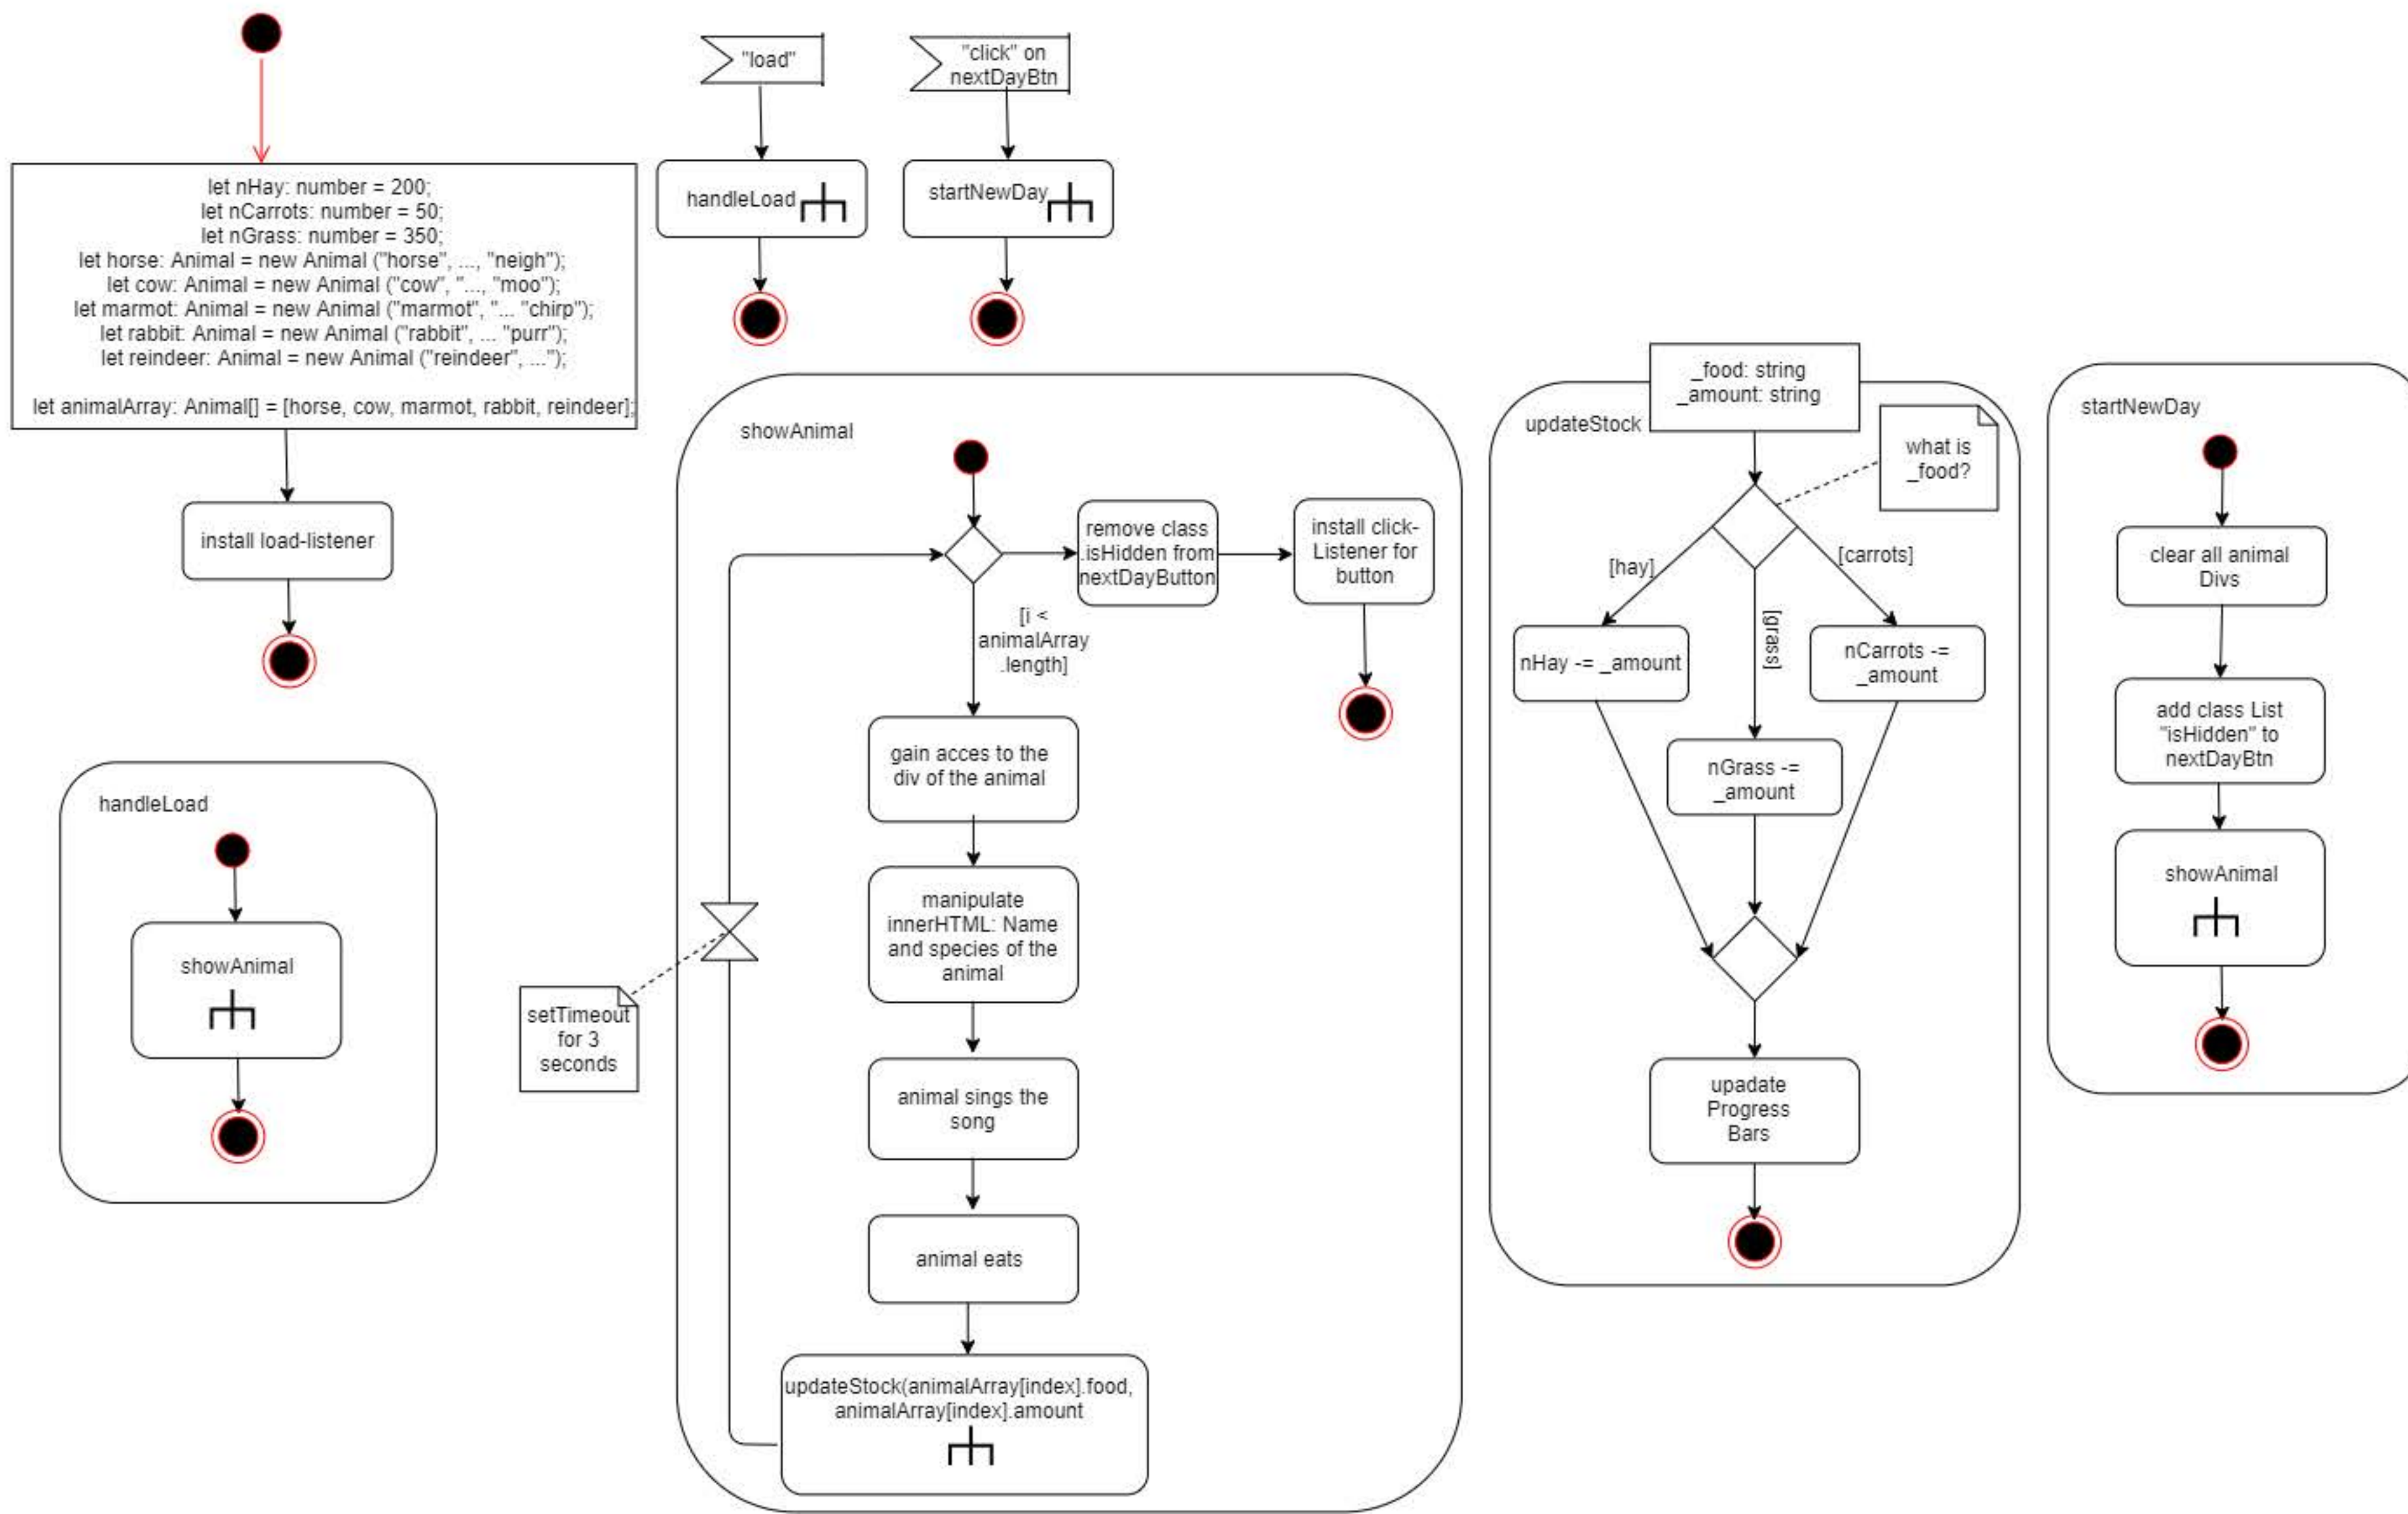 let nHay: number = 200;
let nCarrots: number = 50;
let nGrass: number = 350;
let horse: Animal = new Animal ("horse", ..., "neigh");
let cow: Animal = new Animal ("cow", "..., "moo");
let marmot: Animal = new Animal ("marmot", "... "chirp");
let rabbit: Animal = new Animal ("rabbit", ... "purr");
let reindeer: Animal = new Animal ("reindeer", ...");
let animalArray: Animal[] = [horse, cow, marmot, rabbit, reindeer];
install load-listener
"load"
handleLoad
"click" on
nextDayBtn
startNewDay
handleLoad
showAnimal
showAnimal
remove class
.isHidden from
nextDayButton
install click-
Listener for
button
[i <
animalArray
.length]
gain acces to the
div of the animal
manipulate
innerHTML: Name
and species of the
animal
animal sings the
song
animal eats
updateStock(animalArray[index].food,
animalArray[index].amount
setTimeout
for 3
seconds
updateStock
_food: string
_amount: string
what is
_food?
[hay]
[grass]
[carrots]
nHay -= _amount
nGrass -=
_amount
nCarrots -=
_amount
upadate
Progress
Bars
startNewDay
clear all animal
Divs
add class List
"isHidden" to
nextDayBtn
showAnimal